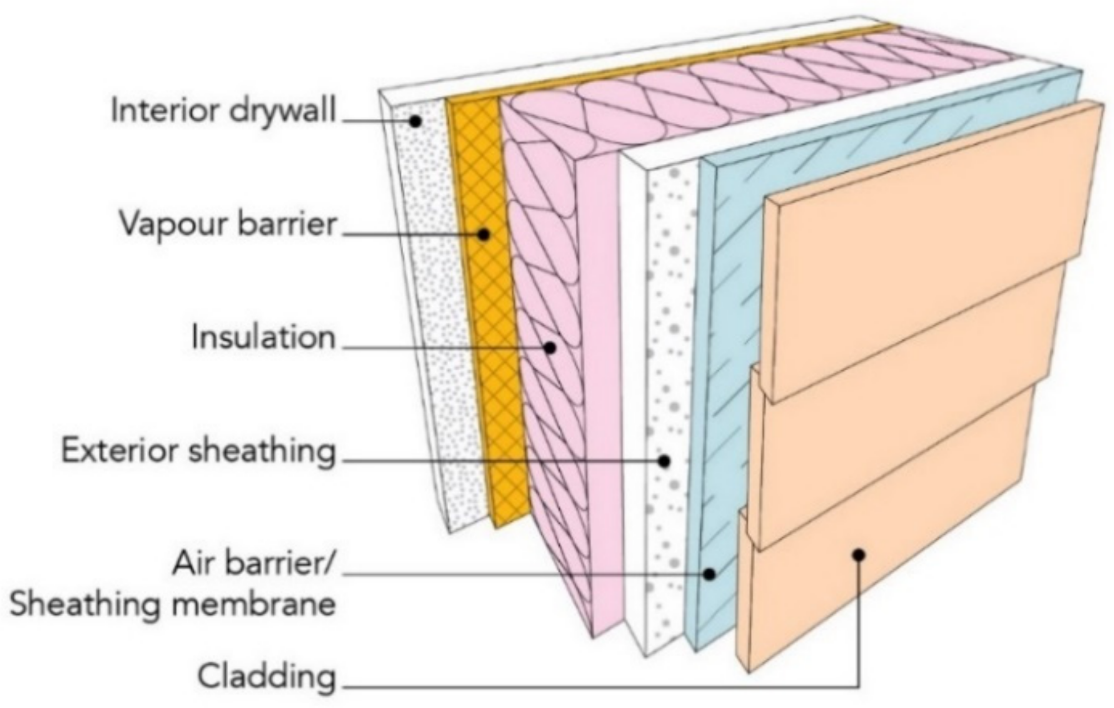 Interior drywall
Vapour barrier
Insulation
Exterior sheathing
Air barrier/
Sheathing membrane
Cladding